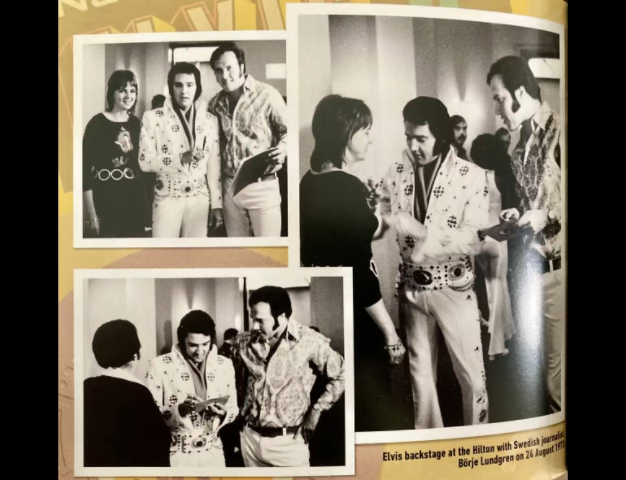 Elvis backstage at the Hilton with Swedish journalist
Börje Lundgren on 24 August